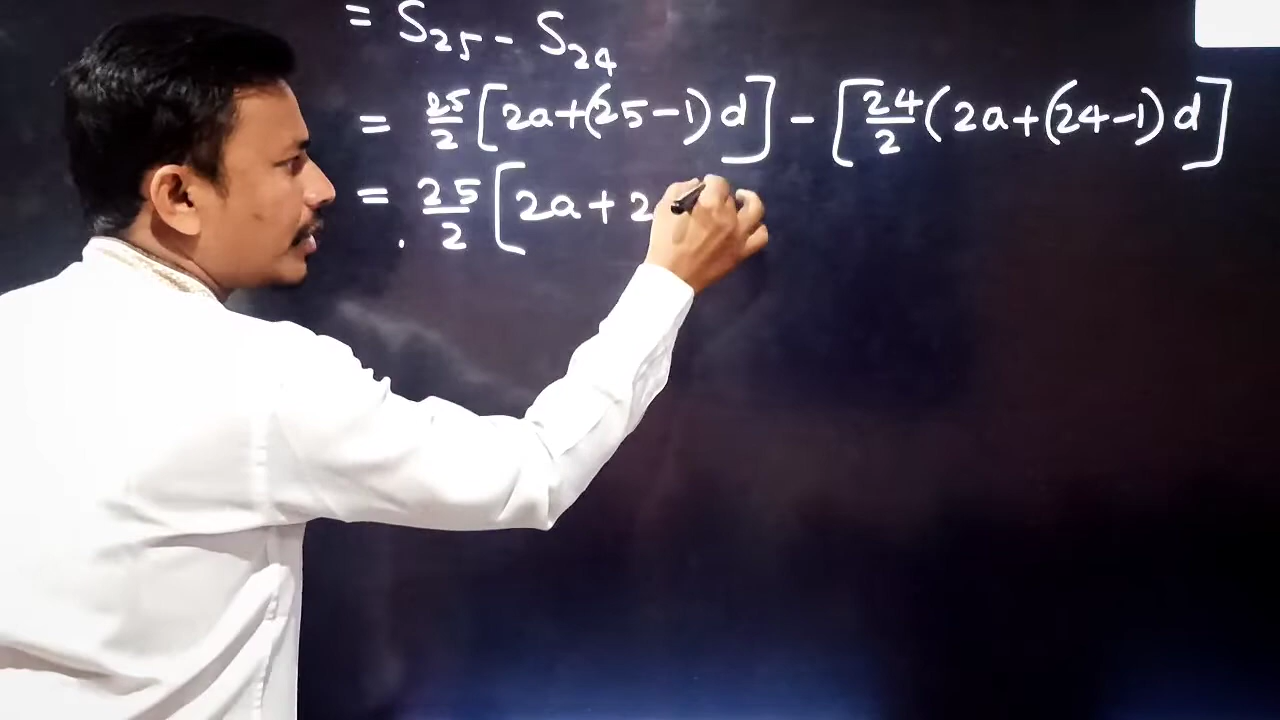 = S₂₅ - S₂₄
= 25/2 [2a+(25-1)d] - [24/2 (2a+(24-1)d]
= 25/2 [2a+2